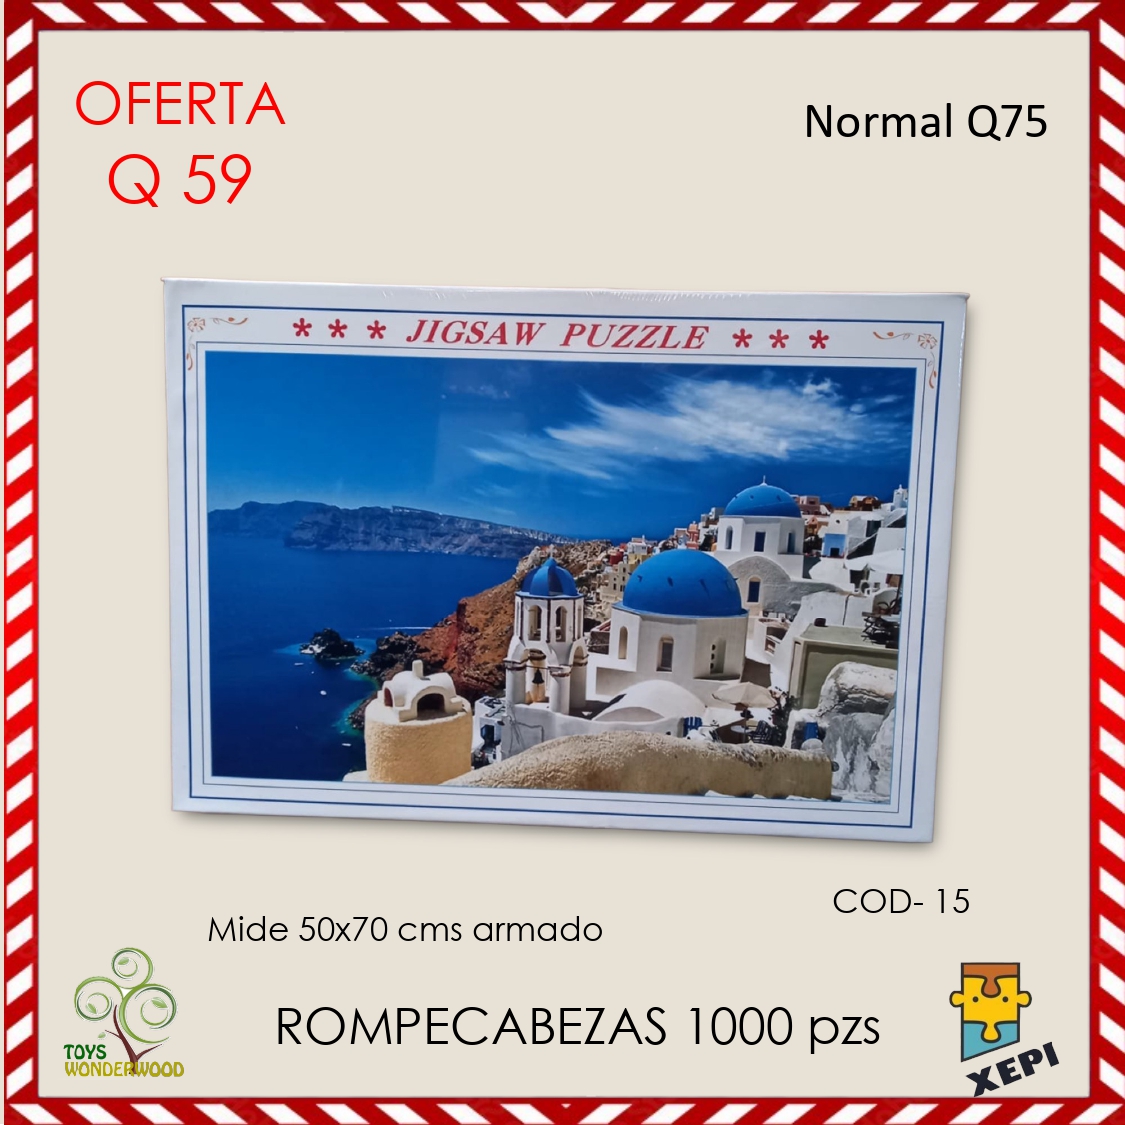 OFERTA
Q 59
Normal Q75
* * * JIGSAW PUZZLE * * *
COD- 15
Mide 50x70 cms armado
ROMPECABEZAS 1000 pzs
TOYS
WONDERWOOD
XEPI